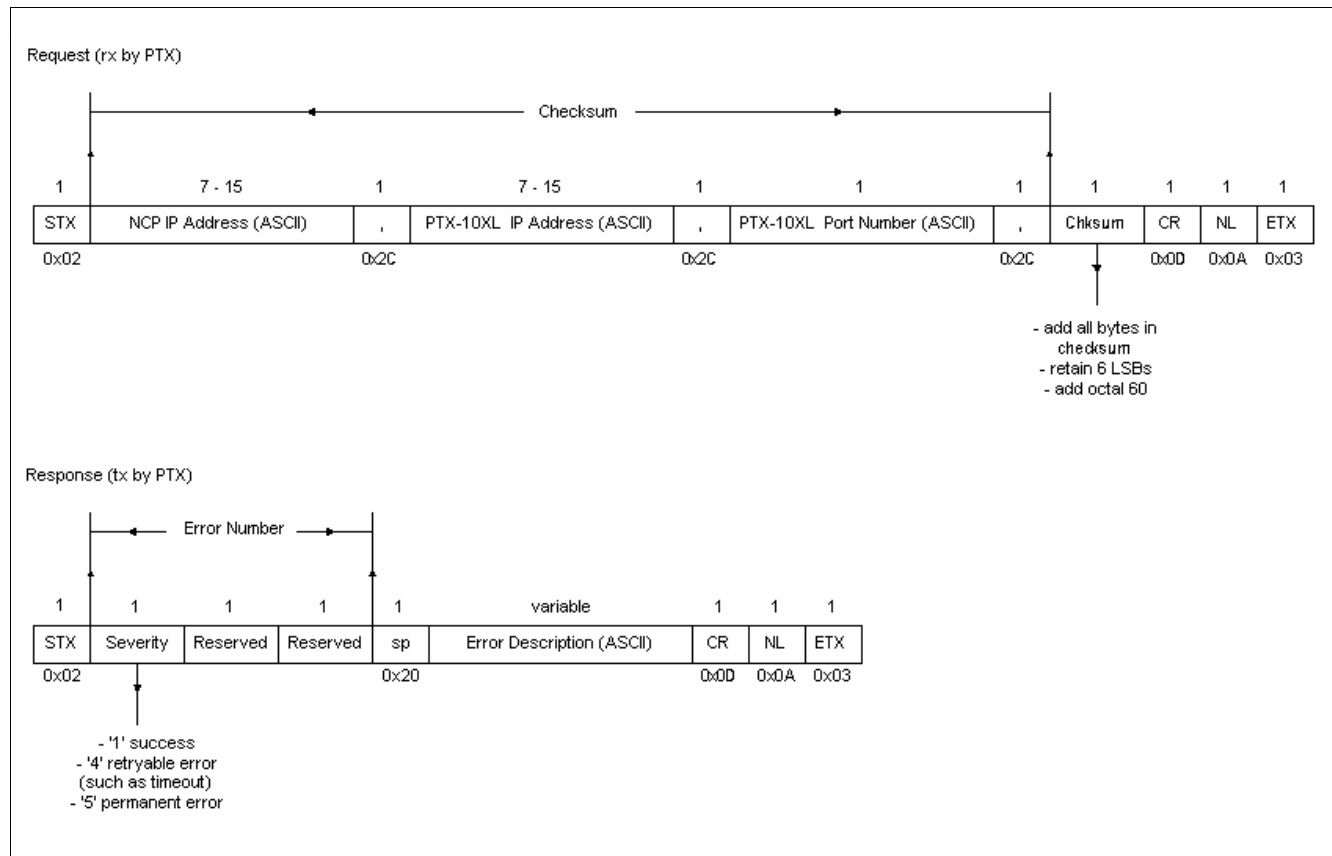 Request (rx by PTX)
Checksum
1 7 - 15 1 7 - 15 1 1 1 1 1 1 1
STX NCP IP Address (ASCII) , PTX-10XL IP Address (ASCII) , PTX-10XL Port Number (ASCII) , Chksum CR NL ETX
0x02 0x2C 0x2C 0x2C 0x0D 0x0A 0x03
- add all bytes in
checksum
- retain 6 LSBs
- add octal 60
Response (tx by PTX)
Error Number
1 1 1 1 1 variable 1 1 1
STX Severity Reserved Reserved sp Error Description (ASCII) CR NL ETX
0x02 0x20 0x0D 0x0A 0x03
- '1' success
- '4' retryable error
(such as timeout)
- '5' permanent error